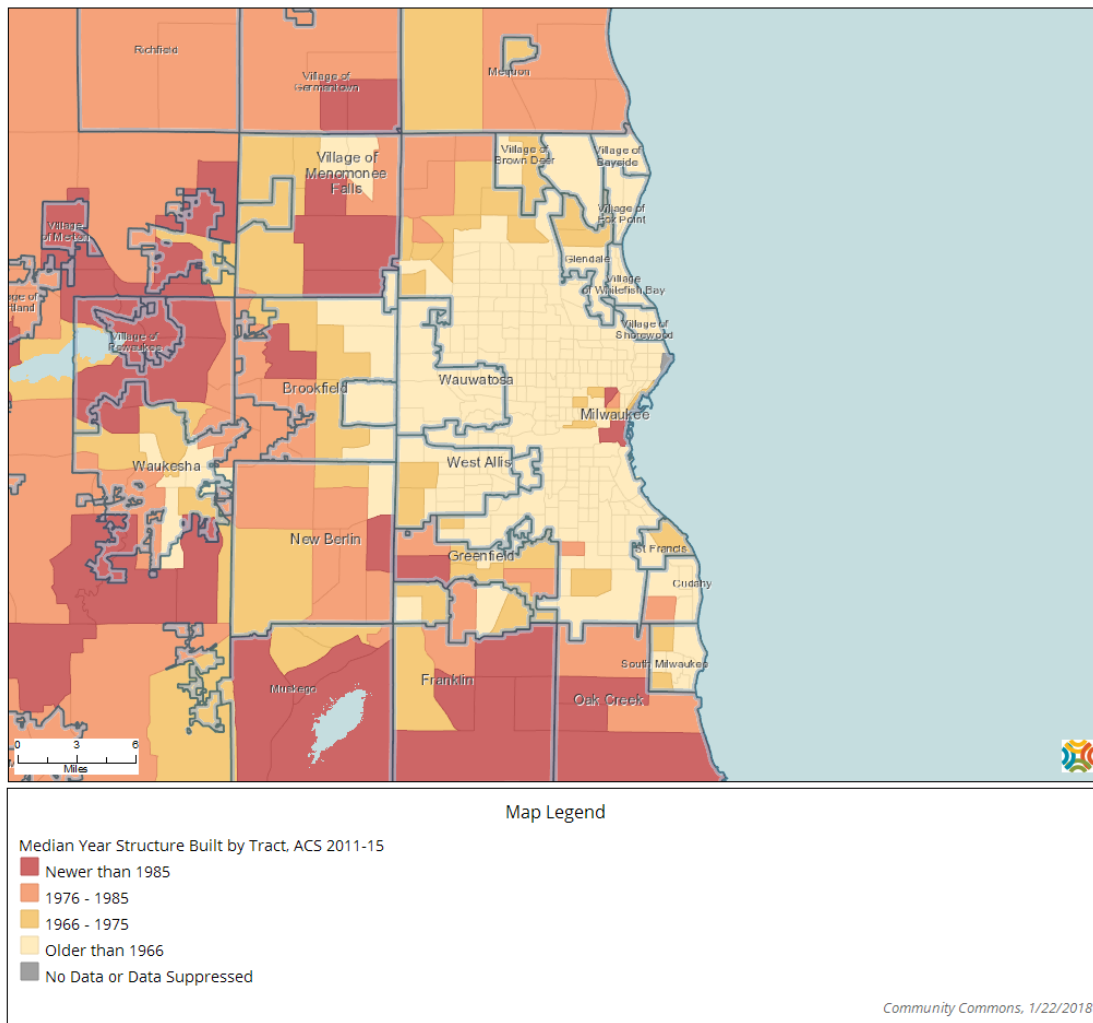 Richfield
Village of
Germantown
Mequon
Village of
Menomonee
Falls
Village of
Brown Deer
Village of
Bayside
Village of
Fox Point
Village
of Merton
Glendale
Village
of Whitefish Bay
Village of
Shorewood
Village of
Pewaukee
Brookfield
Wauwatosa
Milwaukee
Waukesha
West Allis
New Berlin
Greenfield
St Francis
Cudahy
Muskego
Franklin
South Milwaukee
Oak Creek
0 3 6
Miles
Map Legend
Median Year Structure Built by Tract, ACS 2011-15
Newer than 1985
1976 - 1985
1966 - 1975
Older than 1966
No Data or Data Suppressed
Community Commons, 1/22/2018